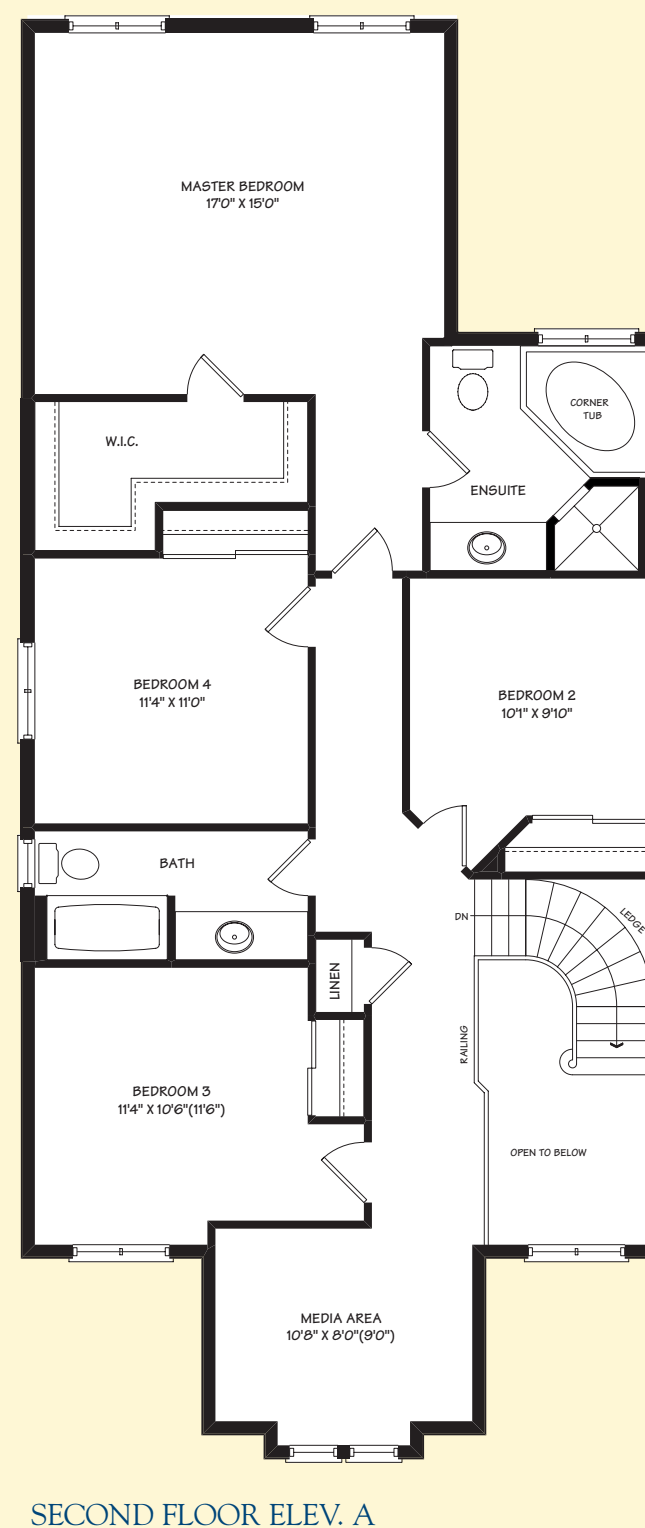 MASTER BEDROOM
17'0" X 15'0"
CORNER
TUB
W.I.C.
ENSUITE
BEDROOM 4
11'4" X 11'0"
BEDROOM 2
10'1" X 9'10"
BATH
DN
LEDGE
LINEN
RAILING
BEDROOM 3
11'4" X 10'6"(11'6")
OPEN TO BELOW
MEDIA AREA
10'8" X 8'0"(9'0")
SECOND FLOOR ELEV. A